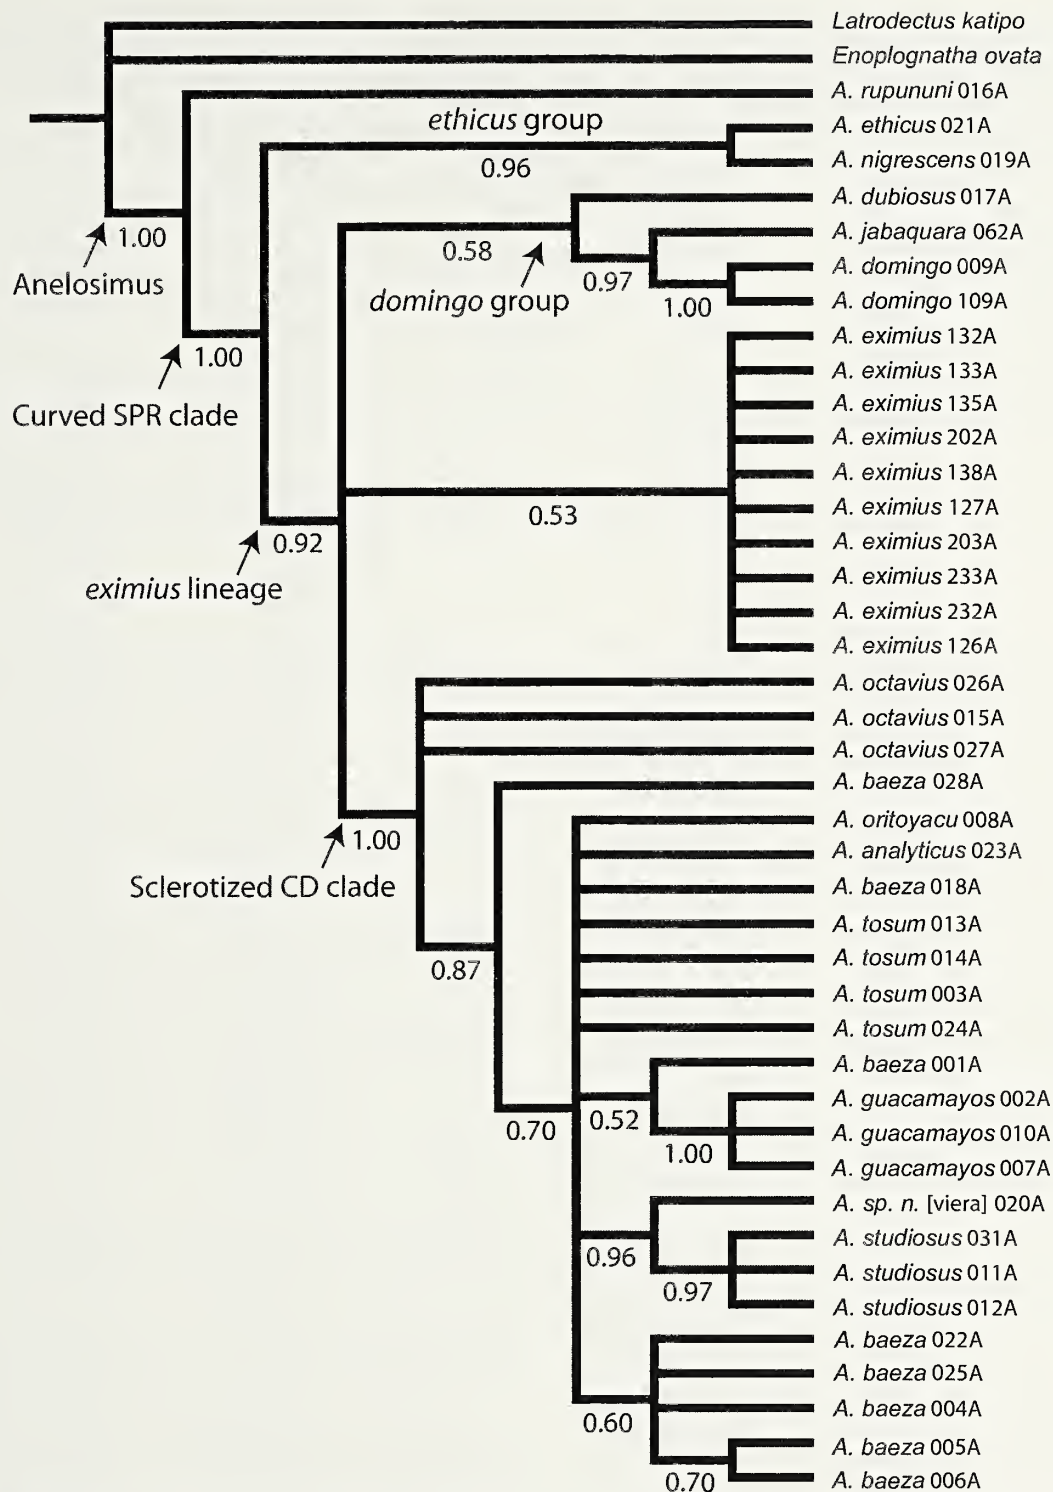 Latrodectus katipo
Enoplognatha ovata
A. rupununi 016A
ethicus group
A. ethicus 021A
0.96
A. nigrescens 019A
A. dubiosus 017A
1.00
A. jabaquara 062A
0.58
Anelosimus
domingo group
0.97
A. domingo 009A
1.00
A. domingo 109A
A. eximius 132A
1.00
A. eximius 133A
Curved SPR clade
A. eximius 135A
A. eximius 202A
A. eximius 138A
0.53
A. eximius 127A
0.92
A. eximius 203A
eximius lineage
A. eximius 233A
A. eximius 232A
A. eximius 126A
A. octavius 026A
A. octavius 015A
A. octavius 027A
A. baeza 028A
A. oritoyacu 008A
1.00
A. analyticus 023A
Sclerotized CD clade
A. baeza 018A
A. tosum 013A
0.87
A. tosum 014A
A. tosum 003A
A. tosum 024A
A. baeza 001A
A. guacamayos 002A
0.70
0.52
A. guacamayos 010A
1.00
A. guacamayos 007A
A. sp. n. [viera] 020A
A. studiosus 031A
0.96
A. studiosus 011A
0.97
A. studiosus 012A
A. baeza 022A
A. baeza 025A
A. baeza 004A
0.60
A. baeza 005A
0.70
A. baeza 006A